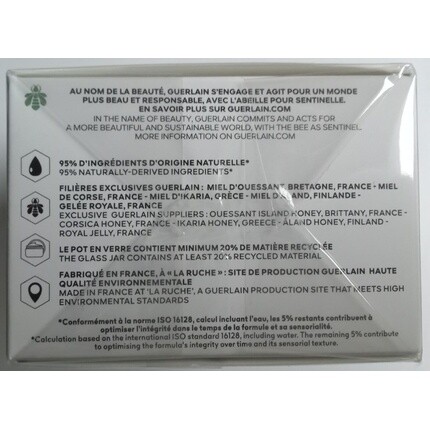 AU NOM DE LA BEAUTÉ, GUERLAIN S'ENGAGE ET AGIT POUR UN MONDE
PLUS BEAU ET RESPONSABLE, AVEC L'ABEILLE POUR SENTINELLE.
EN SAVOIR PLUS SUR GUERLAIN.COM
IN THE NAME OF BEAUTY, GUERLAIN COMMITS AND ACTS FOR
A MORE BEAUTIFUL AND SUSTAINABLE WORLD, WITH THE BEE AS SENTINEL.
MORE INFORMATION ON GUERLAIN.COM
95% D'INGRÉDIENTS D'ORIGINE NATURELLE*
95% NATURALLY-DERIVED INGREDIENTS*
FILIÈRES EXCLUSIVES GUERLAIN : MIEL D'OUESSANT, BRETAGNE, FRANCE - MIEL
DE CORSE, FRANCE - MIEL D'IKARIA, GRÈCE - MIEL D'ÅLAND, FINLANDE -
GELÉE ROYALE, FRANCE
EXCLUSIVE GUERLAIN SUPPLIERS : OUESSANT ISLAND HONEY, BRITTANY, FRANCE -
CORSICA HONEY, FRANCE - IKARIA HONEY, GREECE - ÅLAND HONEY, FINLAND -
ROYAL JELLY, FRANCE
LE POT EN VERRE CONTIENT MINIMUM 20% DE MATIÈRE RECYCLÉE
THE GLASS JAR CONTAINS AT LEAST 20% RECYCLED MATERIAL
FABRIQUÉ EN FRANCE, À « LA RUCHE » : SITE DE PRODUCTION GUERLAIN HAUTE
QUALITÉ ENVIRONNEMENTALE
MADE IN FRANCE AT 'LA RUCHE', A GUERLAIN PRODUCTION SITE THAT MEETS HIGH
ENVIRONMENTAL STANDARDS
*Conformément à la norme ISO 16128, calcul incluant l'eau, les 5% restants contribuent à
optimiser l'intégrité dans le temps de la formule et sa sensorialité.
*Calculation based on the international ISO standard 16128, including water. The remaining 5% contribute
to optimising the formula's integrity over time and its sensorial texture.